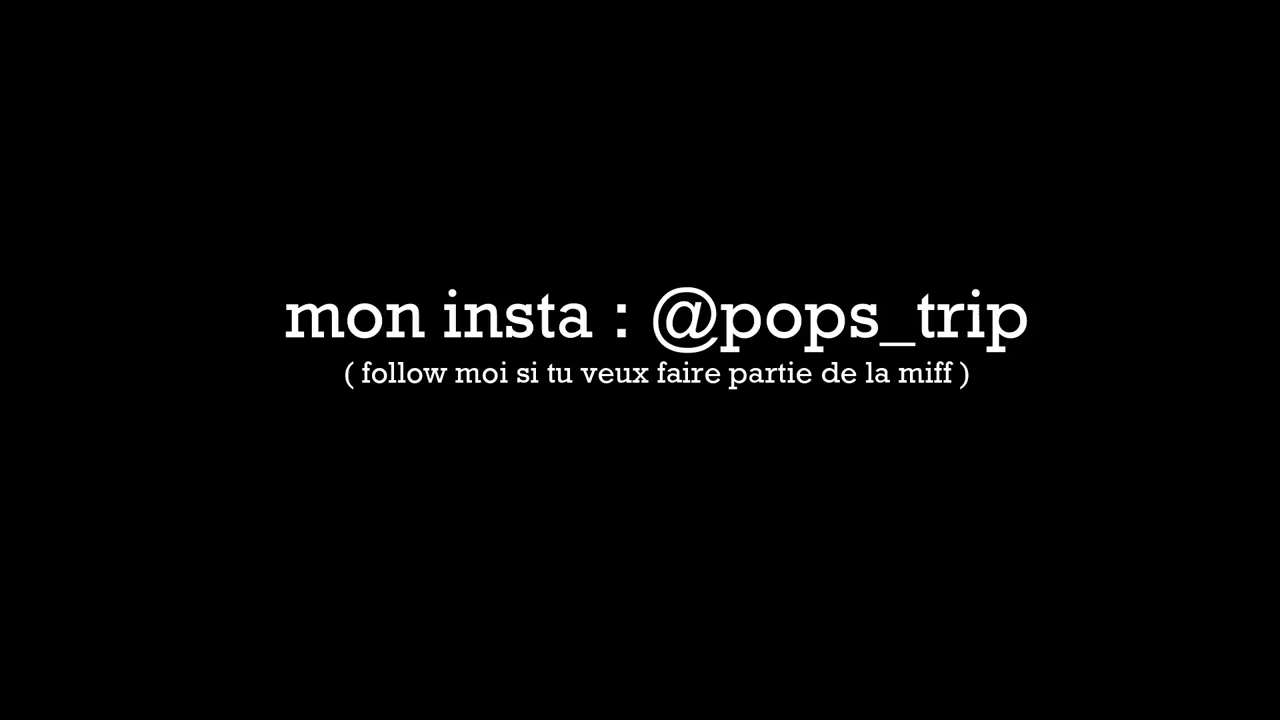 mon insta : @pops_trip
( follow moi si tu veux faire partie de la miff )